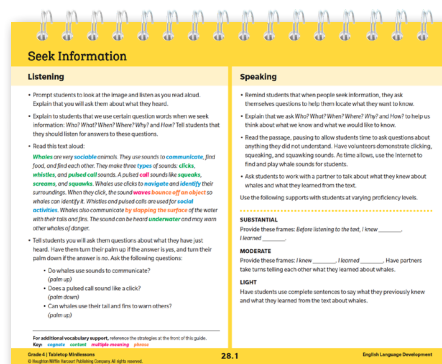 Seek Information
Listening
• Prompt students to look at the image and listen as you read aloud.
Explain that you will ask them about what they heard.
• Explain to students that we use certain question words when we seek
information: Who? What? When? Where? Why? and How? Tell students that
they should listen for answers to these questions.
• Read this text aloud:
Whales are very sociable animals. They use sounds to communicate, find
food, and find each other. They make three types of sounds: clicks,
whistles, and pulsed calls. A pulsed call sounds like squeaks,
screams, and squawks. Whales use clicks to navigate and identify their
surroundings. When they click, the sound waves bounce off an object so
whales can identify it. Whistles and pulsed calls are used for social
activities. Whales also communicate by slapping the surface of the water
with their tails and fins. The sound can be heard underwater and may warn
other whales of danger.
• Tell students you will ask them questions about what they have just
heard. Have them turn their palm up if the answer is yes, and turn their
palm down if the answer is no. Ask the following questions:
• Do whales use sounds to communicate?
(palm up)
• Does a pulsed call sound like a click?
(palm down)
• Can whales use their tail and fins to warn others?
(palm up)
For additional vocabulary support, reference the strategies at the front of this guide.
Key: cognate content multiple meaning phrase
Speaking
• Remind students that when people seek information, they ask
themselves questions to help them locate what they want to know.
• Explain that we ask Who? What? When? Where? Why? and How? to help us
think about what we know and what we would like to know.
• Read the passage, pausing to allow students time to ask questions about
anything they did not understand. Have volunteers demonstrate clicking,
squeaking, and squawking sounds. As time allows, use the Internet to
find and play whale sounds for students.
• Ask students to work with a partner to talk about what they knew about
whales and what they learned from the text.
Use the following supports with students at varying proficiency levels.
SUBSTANTIAL
Provide these frames: Before listening to the text, I knew ________.
I learned ________.
MODERATE
Provide these frames: I knew ________. I learned ________. Have partners
take turns telling each other what they learned about whales.
LIGHT
Have students use complete sentences to say what they previously knew
and what they learned from the text about whales.
Grade 4 | Tabletop Minilessons
© Houghton Mifflin Harcourt Publishing Company. All rights reserved.
28.1
English Language Development